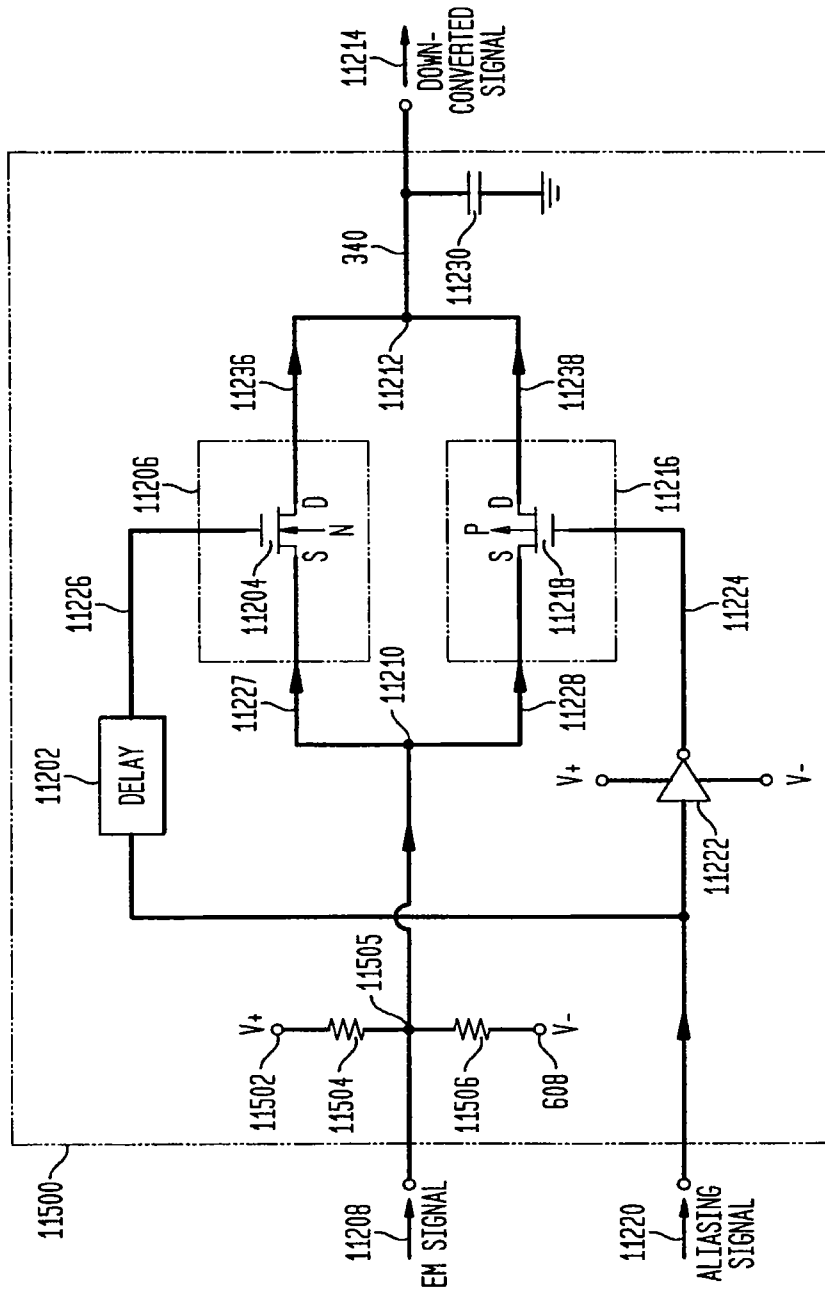 11500
11208
EM SIGNAL
11220
ALIASING
SIGNAL
11502
V+
11504
11505
11506
608
V-
11202
DELAY
11226
11227
11210
11228
V+
11222
V-
11224
11206
11204
S
D
N
11236
P
S
D
11218
11216
11238
11212
340
11230
11214
DOWN-
CONVERTED
SIGNAL